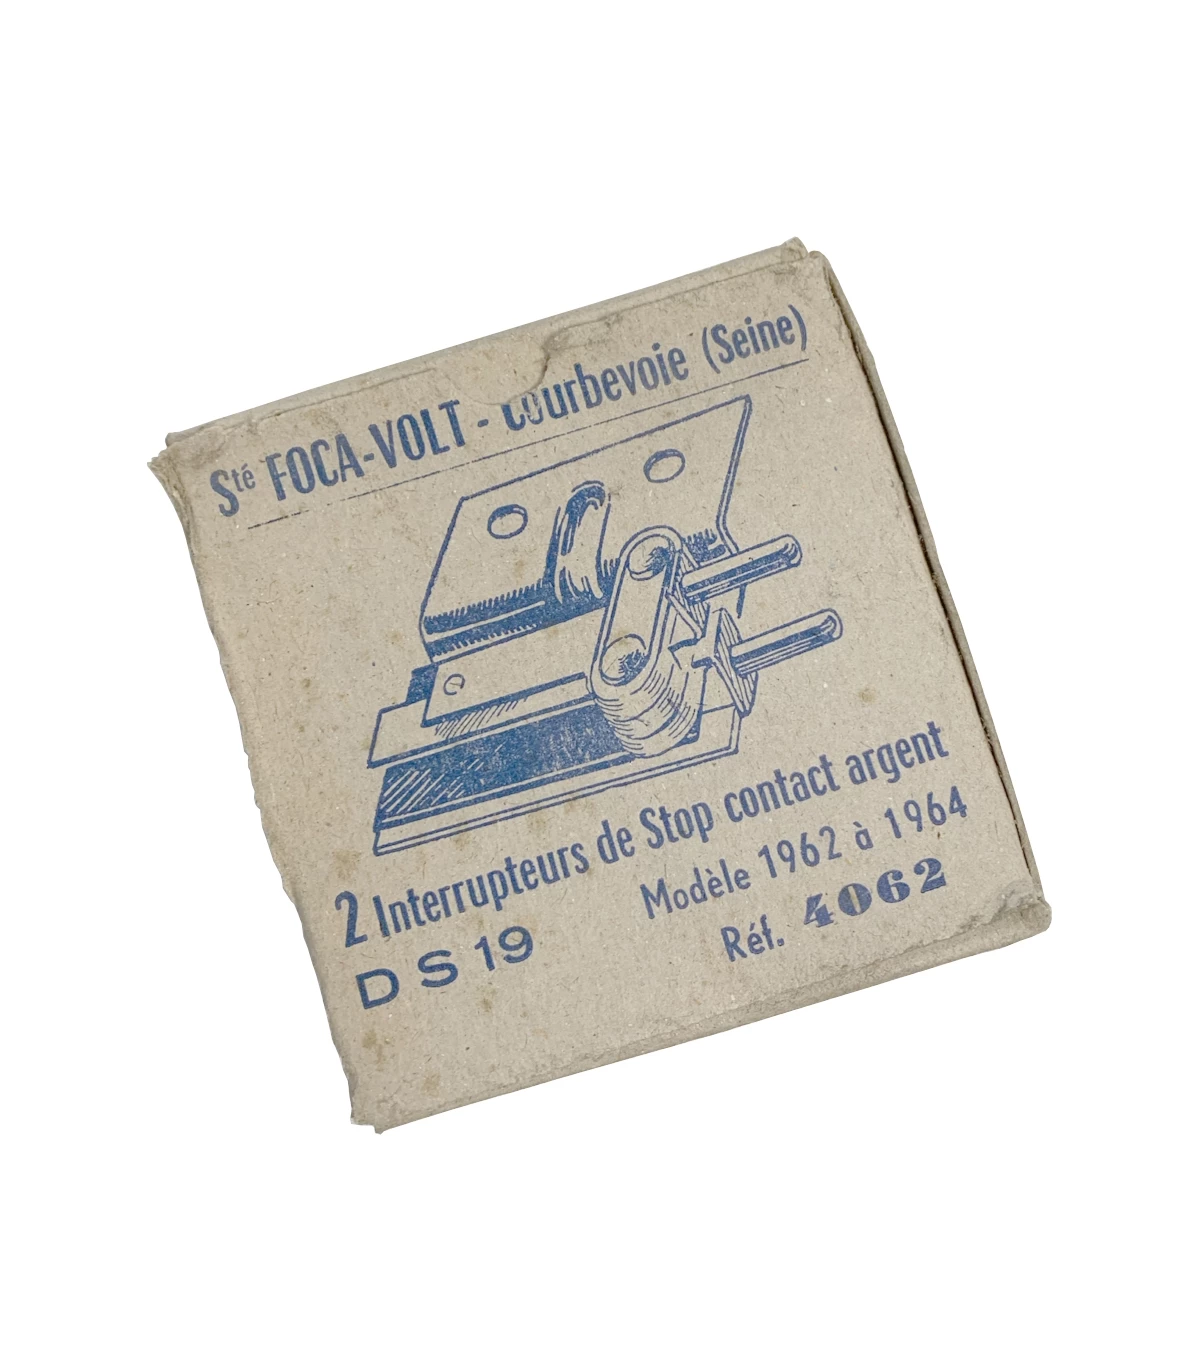 Sté FOCA-VOLT - Courbevoie (Seine)
2 Interrupteurs de Stop contact argent
DS 19 Modèle 1962 à 1964
Réf. 4062